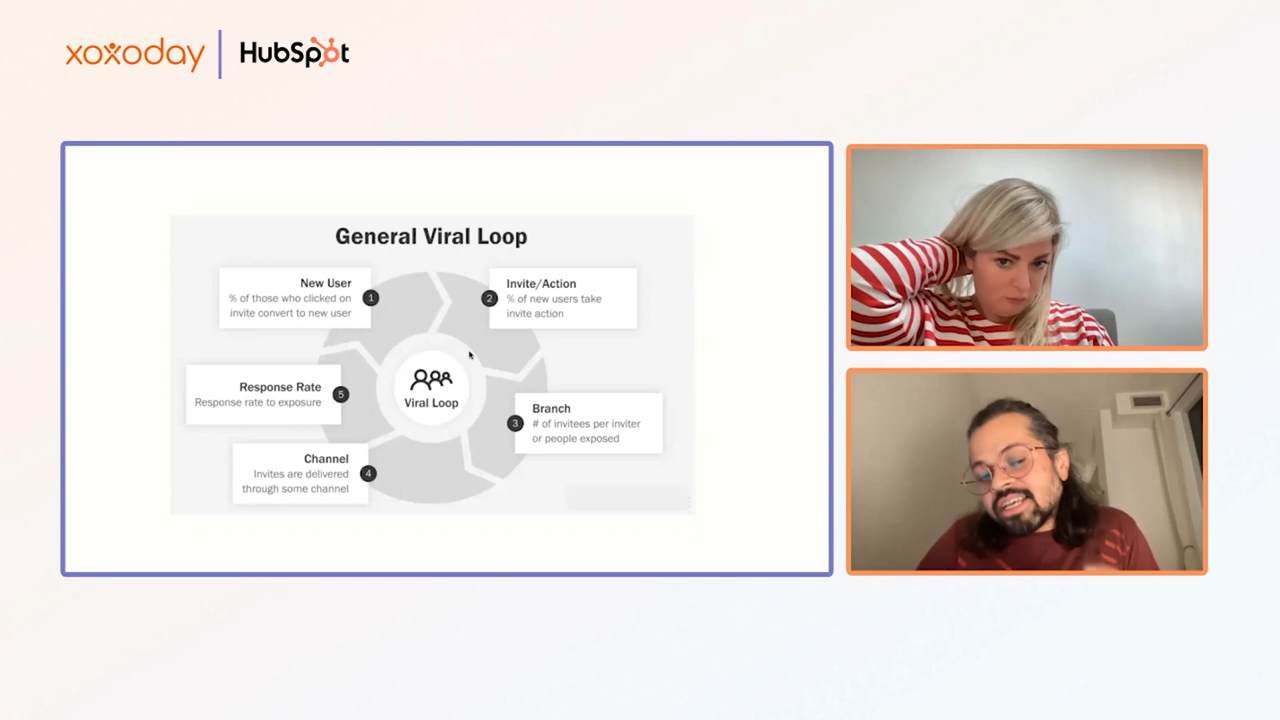 xoxoday
HubSpot
General Viral Loop
New User
% of those who clicked on
invite convert to new user
1
2
Invite/Action
% of new users take
invite action
Response Rate
Response rate to exposure
5
Viral Loop
3
Branch
# of invitees per inviter
or people exposed
Channel
Invites are delivered
through some channel
4